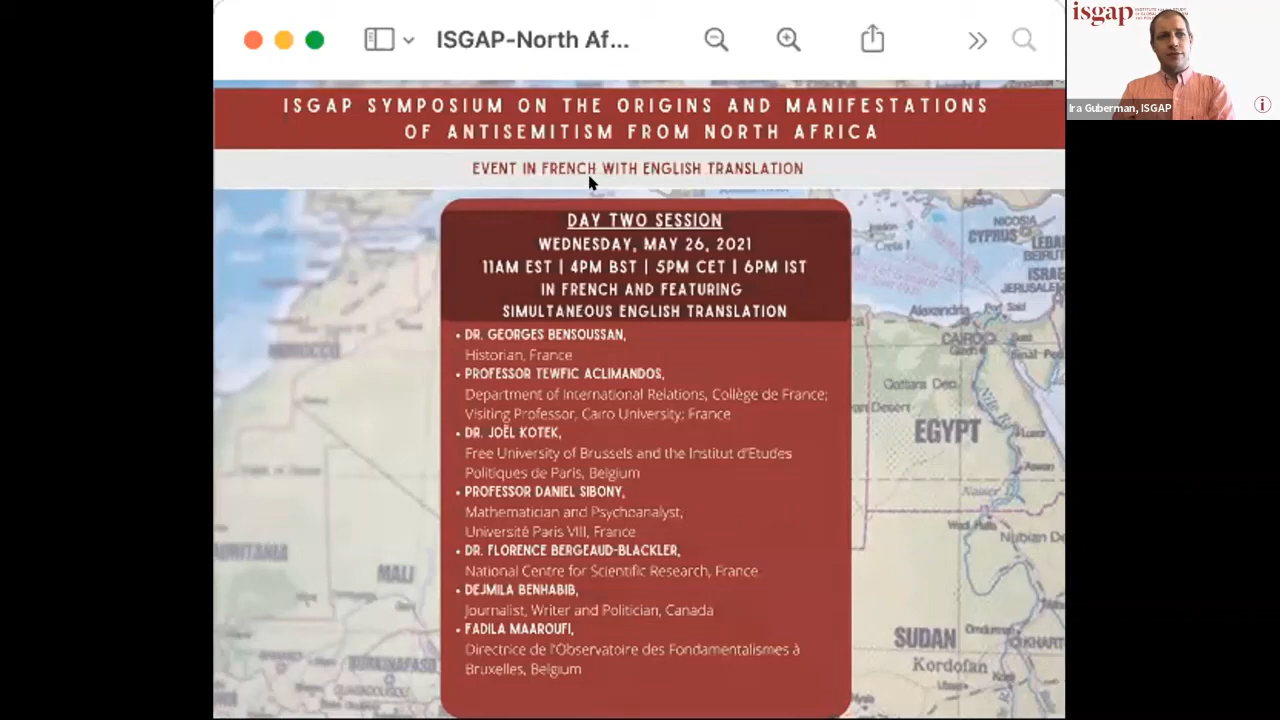 ISGAP-North Af...
isgap
Ira Guberman, ISGAP
ISGAP SYMPOSIUM ON THE ORIGINS AND MANIFESTATIONS
OF ANTISEMITISM FROM NORTH AFRICA
EVENT IN FRENCH WITH ENGLISH TRANSLATION
DAY TWO SESSION
WEDNESDAY, MAY 26, 2021
11AM EST | 4PM BST | 5PM CET | 6PM IST
IN FRENCH AND FEATURING
SIMULTANEOUS ENGLISH TRANSLATION
• DR. GEORGES BENSOUSSAN,
Historian, France
• PROFESSOR TEWFIC ACLIMANDOS,
Department of International Relations, Collège de France;
Visiting Professor, Cairo University; France
• DR. JOËL KOTEK,
Free University of Brussels and the Institut d'Etudes
Politiques de Paris, Belgium
• PROFESSOR DANIEL SIBONY,
Mathematician and Psychoanalyst,
Université Paris VIII, France
• DR. FLORENCE BERGEAUD-BLACKLER,
National Centre for Scientific Research, France
• DEJMILA BENHABIB,
Journalist, Writer and Politician, Canada
• FADILA MAAROUFI,
Directrice de l'Observatoire des Fondamentalismes à
Bruxelles, Belgium
NICOSIA
CYPRUS
Alexandria
Port Said
CAIRO
EGYPT
MALI
SUDAN
Kordofan